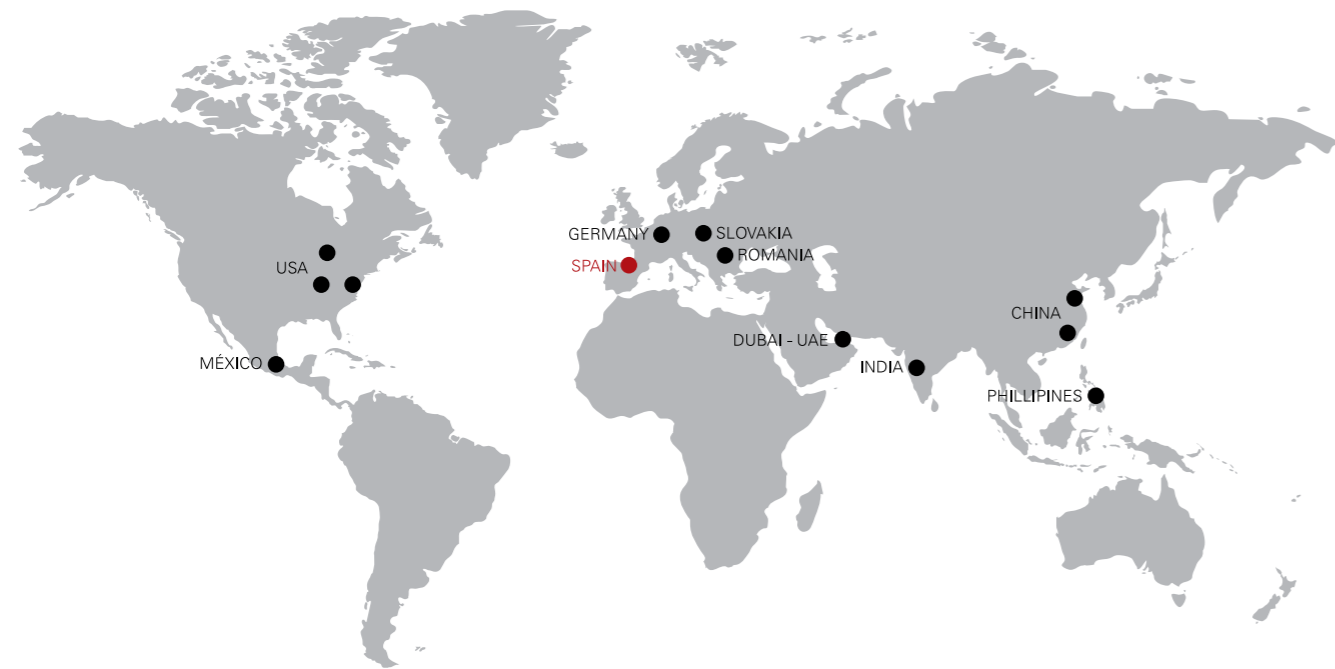 GERMANY
SLOVAKIA
ROMANIA
SPAIN
USA
CHINA
DUBAI - UAE
MÉXICO
INDIA
PHILLIPINES